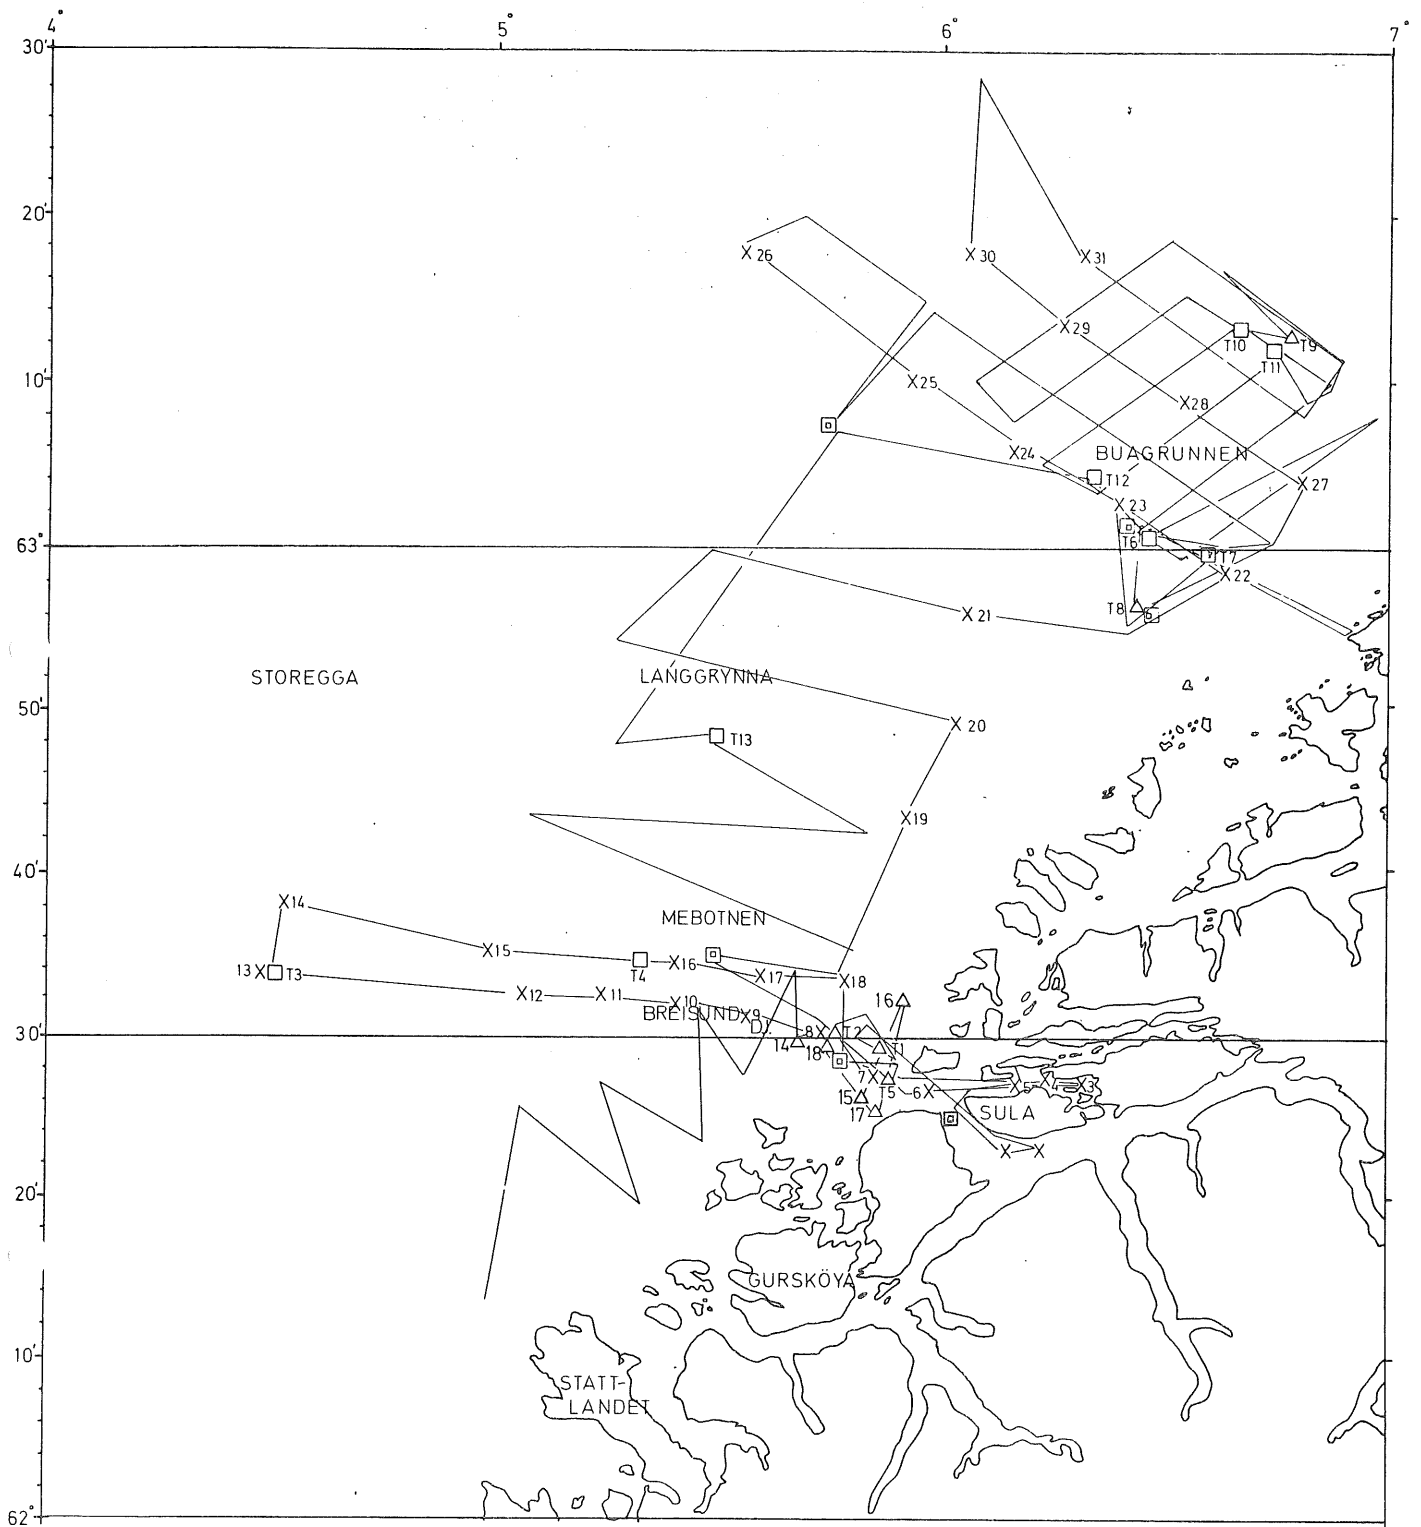 4°
5°
6°
7°
30'
20'
X 26
X 30
X 31
X 29
T10
T9
T11
10'
X 25
X 28
X 24
BUAGRUNNEN
T12
X 27
X 23
T6
63°
T7
X 22
T8
X 21
STOREGGA
LANGGRYNNA
50'
X 20
T13
X 19
40'
X 14
MEBOTNEN
X 15
T4
X 16
13 X
T3
X 17
X 18
X 12
X 11
X 10
16
BREISUND
X 9
DJ.
30'
8 X
T2
14
18
T1
7 X
T5
6 X
X 5
X 4
X 3
15
17
SULA
X
X
20'
GURSKÖYA
10'
STATT-
LANDET
62°